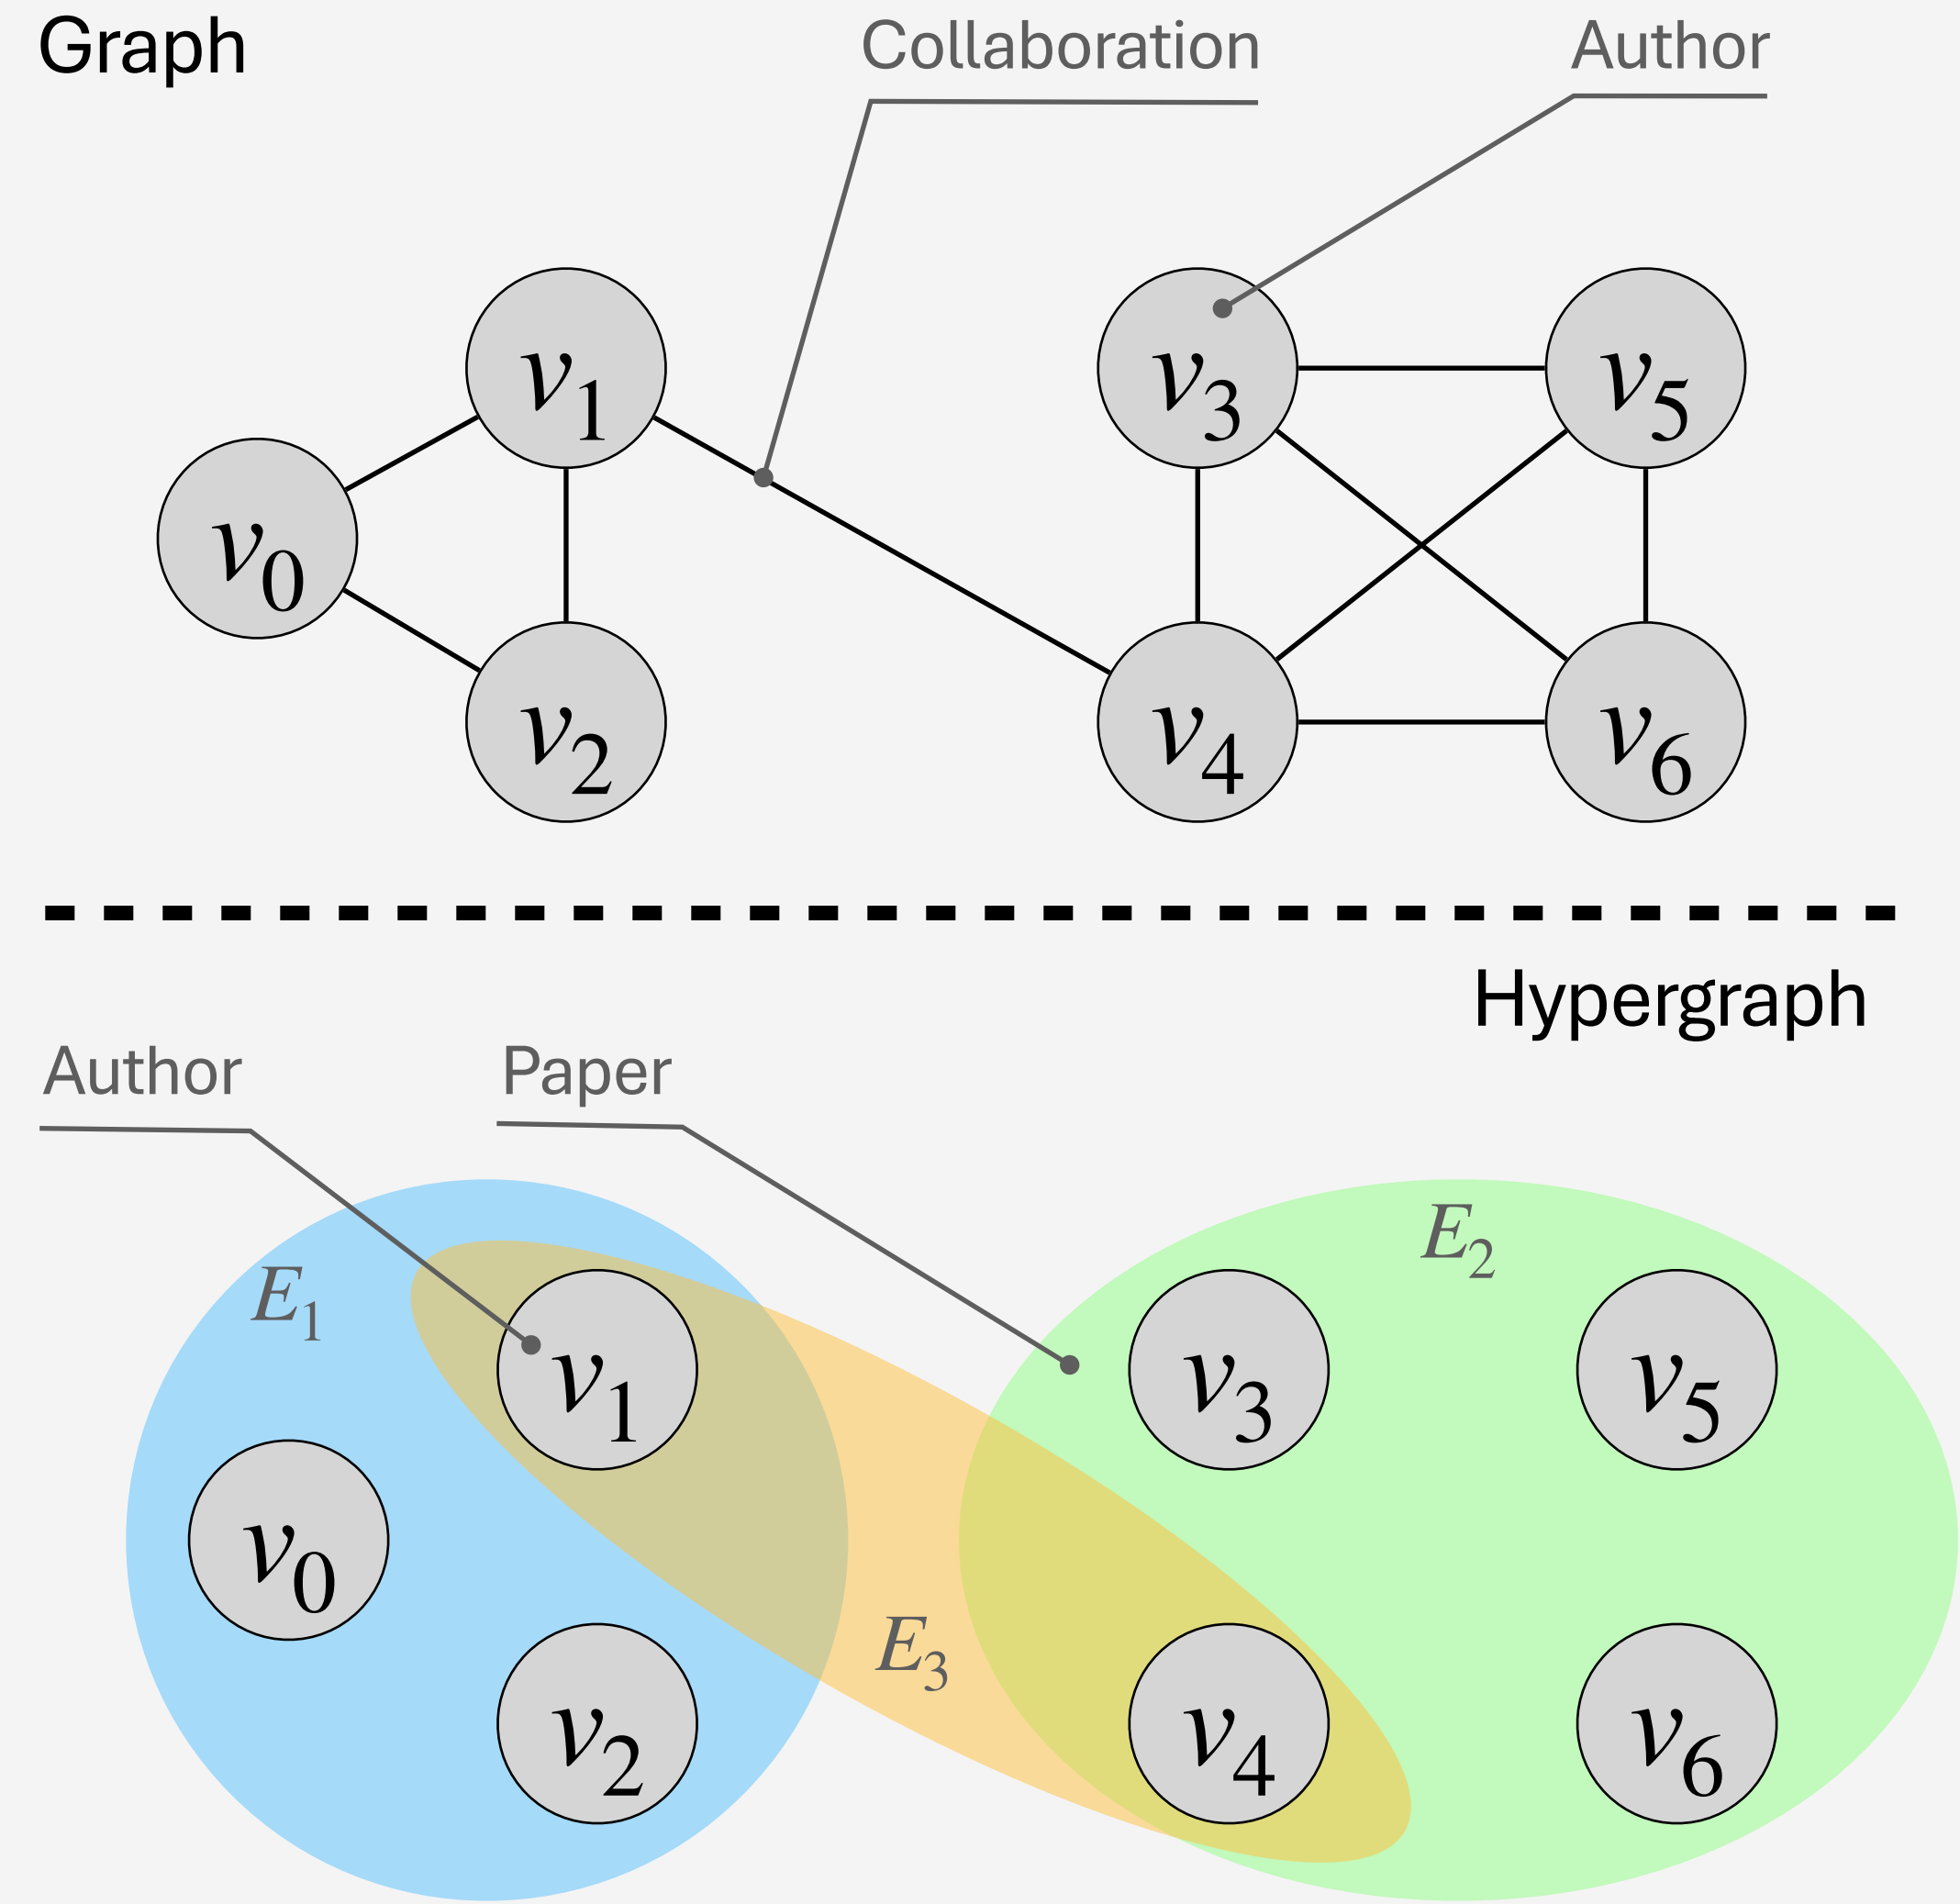 Graph
Collaboration
Author
v1
v3
v5
v0
v2
v4
v6
Hypergraph
Author
Paper
E2
E1
v1
v3
v5
v0
E3
v2
v4
v6